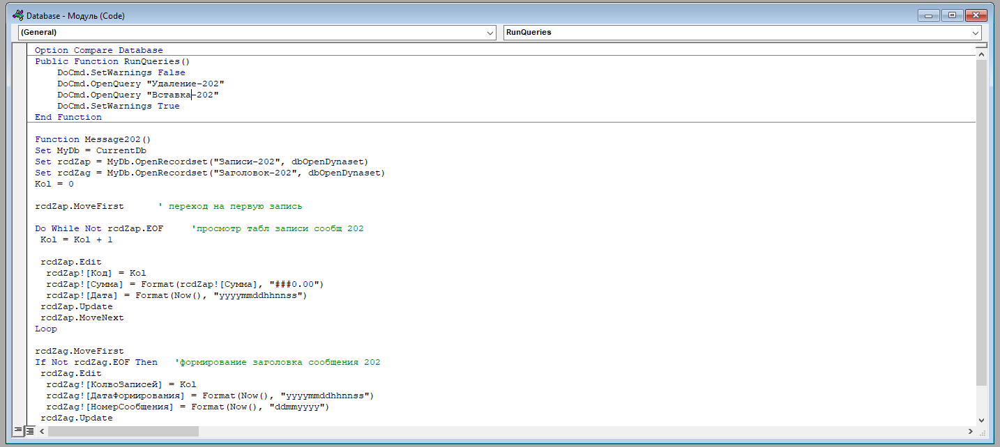 Database - Модуль (Code)
(General)
RunQueries
Option Compare Database
Public Function RunQueries()
    DoCmd.SetWarnings False
    DoCmd.OpenQuery "Удаление-202"
    DoCmd.OpenQuery "Вставка-202"
    DoCmd.SetWarnings True
End Function
Function Message202()
Set MyDb = CurrentDb
Set rcdZap = MyDb.OpenRecordset("Записи-202", dbOpenDynaset)
Set rcdZag = MyDb.OpenRecordset("Заголовок-202", dbOpenDynaset)
Kol = 0
rcdZap.MoveFirst      ' переход на первую запись
Do While Not rcdZap.EOF     'просмотр табл записи сообщ 202
 Kol = Kol + 1
 rcdZap.Edit
  rcdZap![Код] = Kol
  rcdZap![Сумма] = Format(rcdZap![Сумма], "###0.00")
  rcdZap![Дата] = Format(Now(), "yyyymmddhhnnss")
 rcdZap.Update
 rcdZap.MoveNext
Loop
rcdZag.MoveFirst
If Not rcdZag.EOF Then   'формирование заголовка сообщения 202
 rcdZag.Edit
  rcdZag![КолвоЗаписей] = Kol
  rcdZag![ДатаФормирования] = Format(Now(), "yyyymmddhhnnss")
  rcdZag![НомерСообщения] = Format(Now(), "ddmmyyyy")
 rcdZag.Update